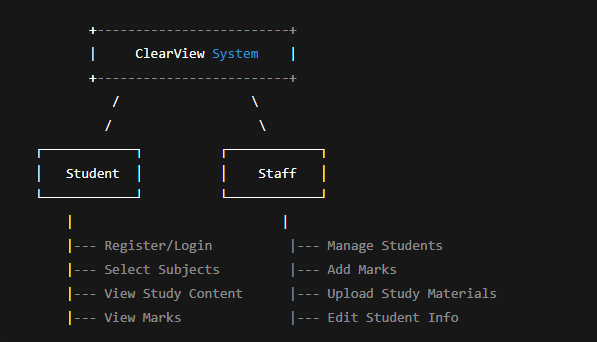 ClearView System
Student Staff
Register/Login Manage Students
Select Subjects Add Marks
View Study Content Upload Study Materials
View Marks Edit Student Info